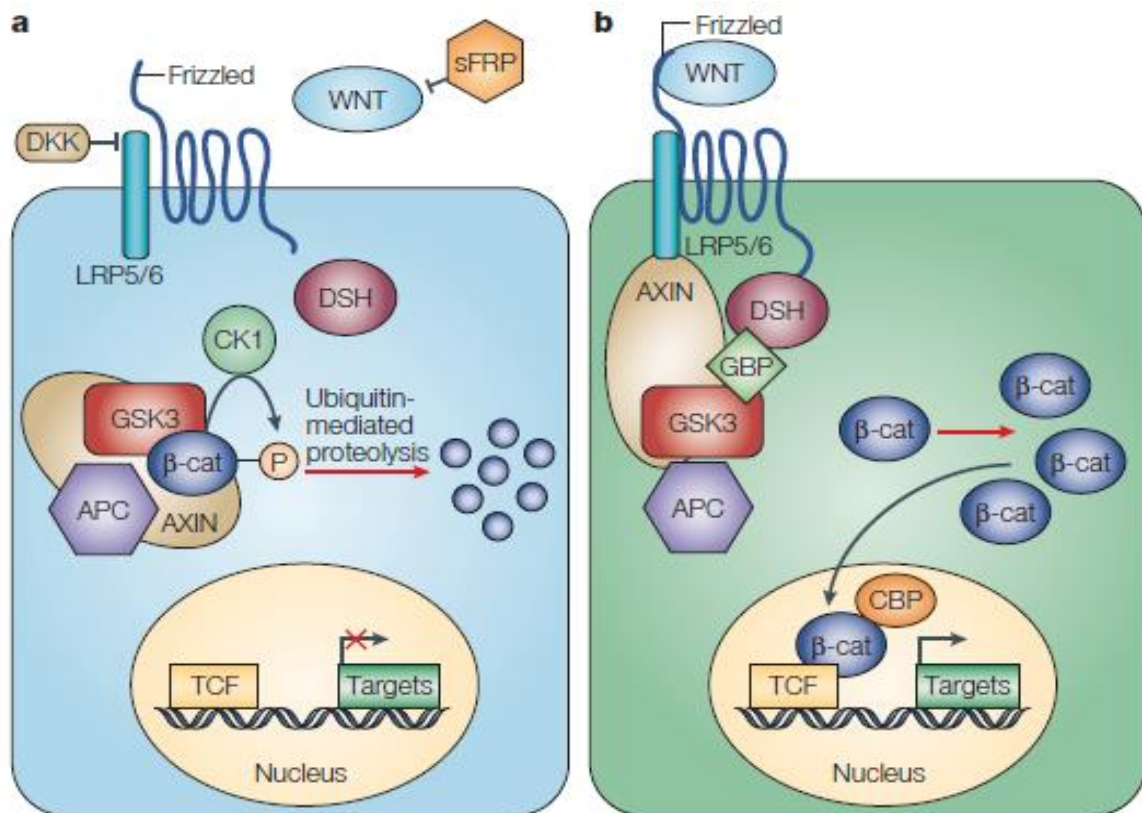 a
Frizzled
WNT
sFRP
DKK
LRP5/6
DSH
CK1
GSK3
β-cat
P
Ubiquitin-
mediated
proteolysis
APC
AXIN
TCF
Targets
Nucleus
b
Frizzled
WNT
LRP5/6
AXIN
DSH
GBP
GSK3
APC
β-cat
β-cat
β-cat
β-cat
CBP
β-cat
TCF
Targets
Nucleus